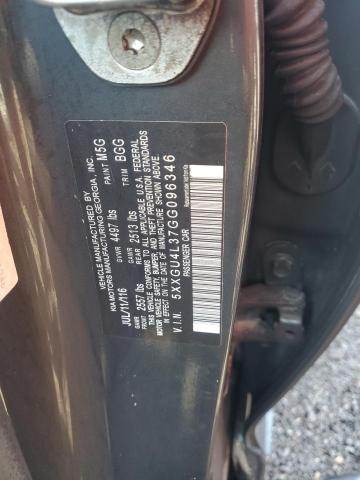 VEHICLE MANUFACTURED BY
KIA MOTORS MANUFACTURING GEORGIA, INC.
JUL/11/116
GVWR 4497 lbs
PAINT M5G
GAWR FRONT 2557 lbs
GAWR REAR 2513 lbs
TRIM BGG
THIS VEHICLE CONFORMS TO ALL APPLICABLE U.S.A. FEDERAL
MOTOR VEHICLE SAFETY, BUMPER, AND THEFT PREVENTION STANDARDS
IN EFFECT ON THE DATE OF MANUFACTURE SHOWN ABOVE.
5XXGU4L37GG096346
V.I.N.
PASSENGER CAR